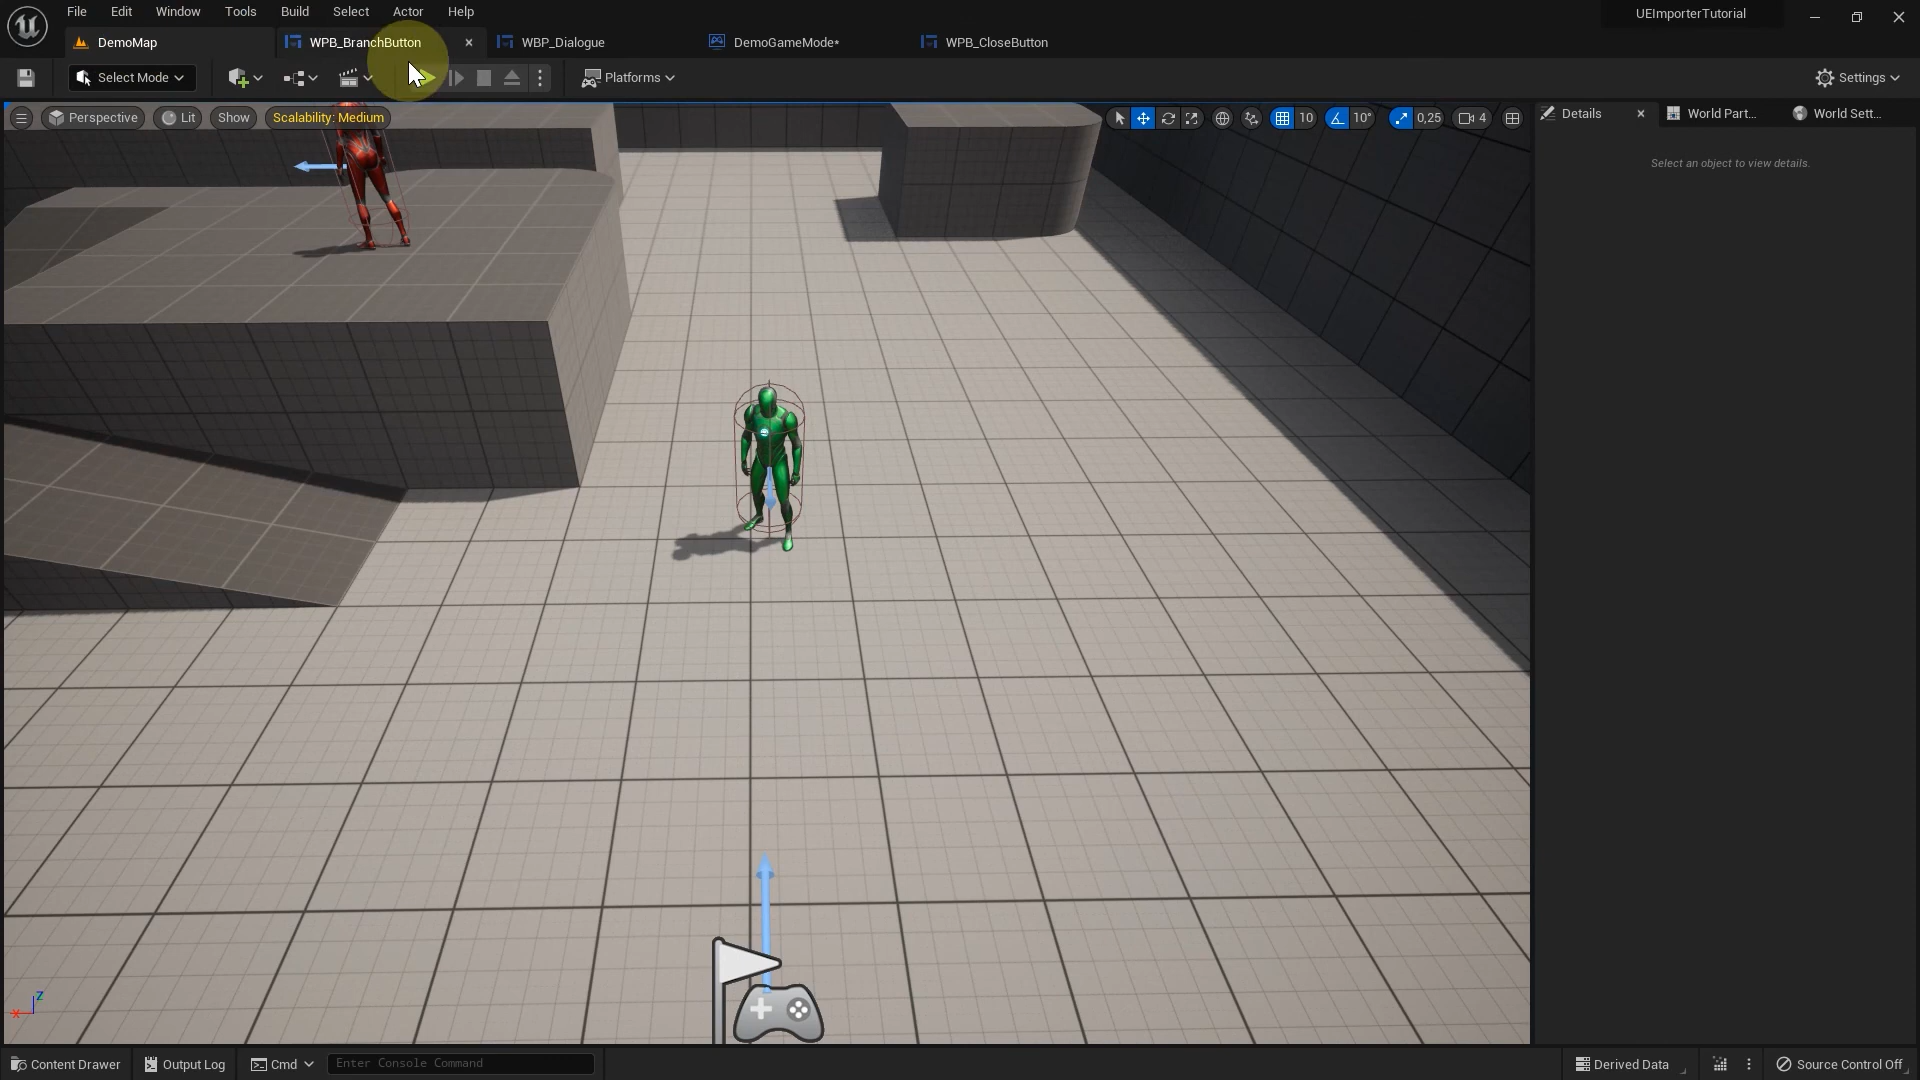 File Edit Window Tools Build Select Actor Help
UEImporterTutorial
DemoMap WPB_BranchButton WBP_Dialogue DemoGameMode* WPB_CloseButton
Select Mode Platforms Settings
Perspective Lit Show Scalability: Medium 10 10° 0,25 4
Details World Part... World Sett...
Select an object to view details.
Z
X
Content Drawer Output Log Cmd Enter Console Command Derived Data Source Control Off